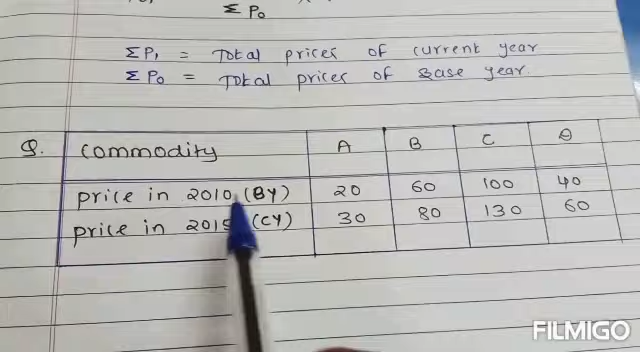 Σ P₀
ΣP₁ = Total prices of current year
ΣP₀ = Total prices of Base year.
Q. commodity A B C D
price in 2010 (BY) 20 60 100 40
price in 2015 (CY) 30 80 130 60
FILMIGO